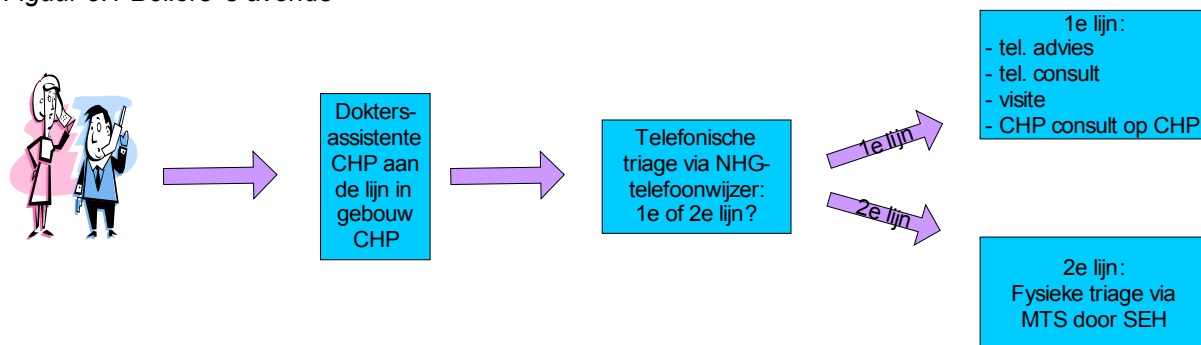 Dokters-
assistente
CHP aan
de lijn in
gebouw
CHP
Telefonische
triage via NHG-
telefoonwijzer:
1e of 2e lijn?
1e lijn
2e lijn
1e lijn:
- tel. advies
- tel. consult
- visite
- CHP consult op CHP
2e lijn:
Fysieke triage via
MTS door SEH